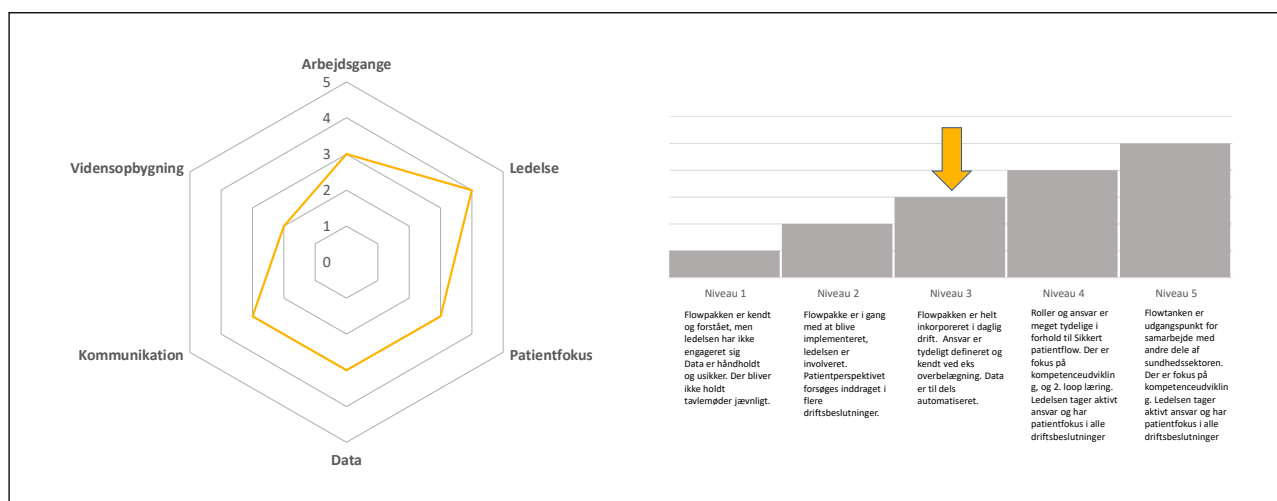 Arbejdsgange
5
4
3
2
1
0
Ledelse
Patientfokus
Data
Kommunikation
Vidensopbygning
Niveau 1
Flowpakken er kendt
og forstået, men
ledelsen har ikke
engageret sig
Data er håndholdt
og usikker. Der bliver
ikke holdt
tavlemøder jævnligt.
Niveau 2
Flowpakke er i gang
med at blive
implementeret,
ledelsen er
involveret.
Patientperspektivet
forsøges inddraget i
flere
driftsbeslutninger.
Niveau 3
Flowpakken er helt
inkorporeret i daglig
drift.  Ansvar er
tydeligt defineret og
kendt ved eks
overbelægning. Data
er til dels
automatiseret.
Niveau 4
Roller og ansvar er
meget tydelige i
forhold til Sikkert
patientflow. Der er
fokus på
kompetenceudviklin
g, og 2. loop læring.
Ledelsen tager aktivt
ansvar og har
patientfokus i alle
driftsbeslutninger
Niveau 5
Flowtanken er
udgangspunkt for
samarbejde med
andre dele af
sundhedssektoren.
Der er fokus på
kompetenceudviklin
g. Ledelsen tager
aktivt ansvar og har
patientfokus i alle
driftsbeslutninger